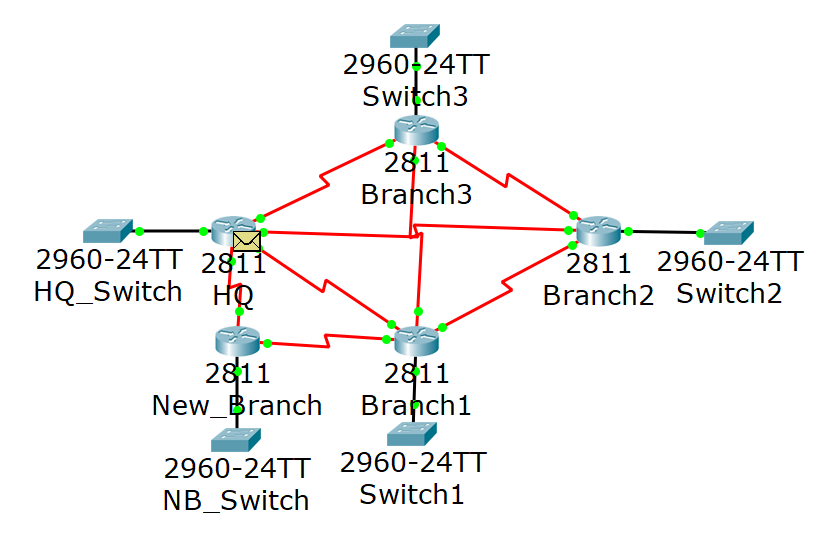 2960-24TT
Switch3
2811
Branch3
2960-24TT
HQ_Switch
2811
HQ
2811
Branch2
2960-24TT
Switch2
2811
New_Branch
2811
Branch1
2960-24TT
NB_Switch
2960-24TT
Switch1